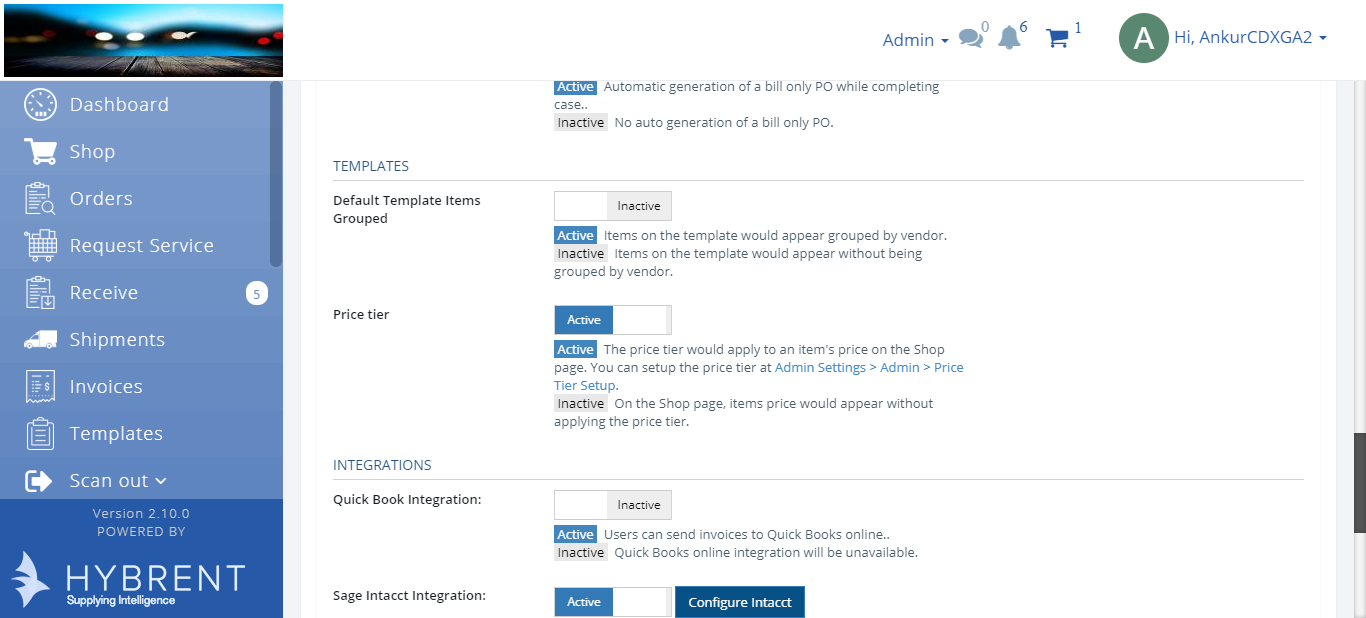 Admin
0
6
1
A
Hi, AnkurCDXGA2
Dashboard
Shop
Orders
Request Service
Receive
5
Shipments
Invoices
Templates
Scan out
Version 2.10.0
POWERED BY
HYBRENT
Supplying Intelligence
Active Automatic generation of a bill only PO while completing
case..
Inactive No auto generation of a bill only PO.
TEMPLATES
Default Template Items
Grouped
Inactive
Active Items on the template would appear grouped by vendor.
Inactive Items on the template would appear without being
grouped by vendor.
Price tier
Active
Active The price tier would apply to an item's price on the Shop
page. You can setup the price tier at Admin Settings > Admin > Price
Tier Setup.
Inactive On the Shop page, items price would appear without
applying the price tier.
INTEGRATIONS
Quick Book Integration:
Inactive
Active Users can send invoices to Quick Books online..
Inactive Quick Books online integration will be unavailable.
Sage Intacct Integration:
Active
Configure Intacct